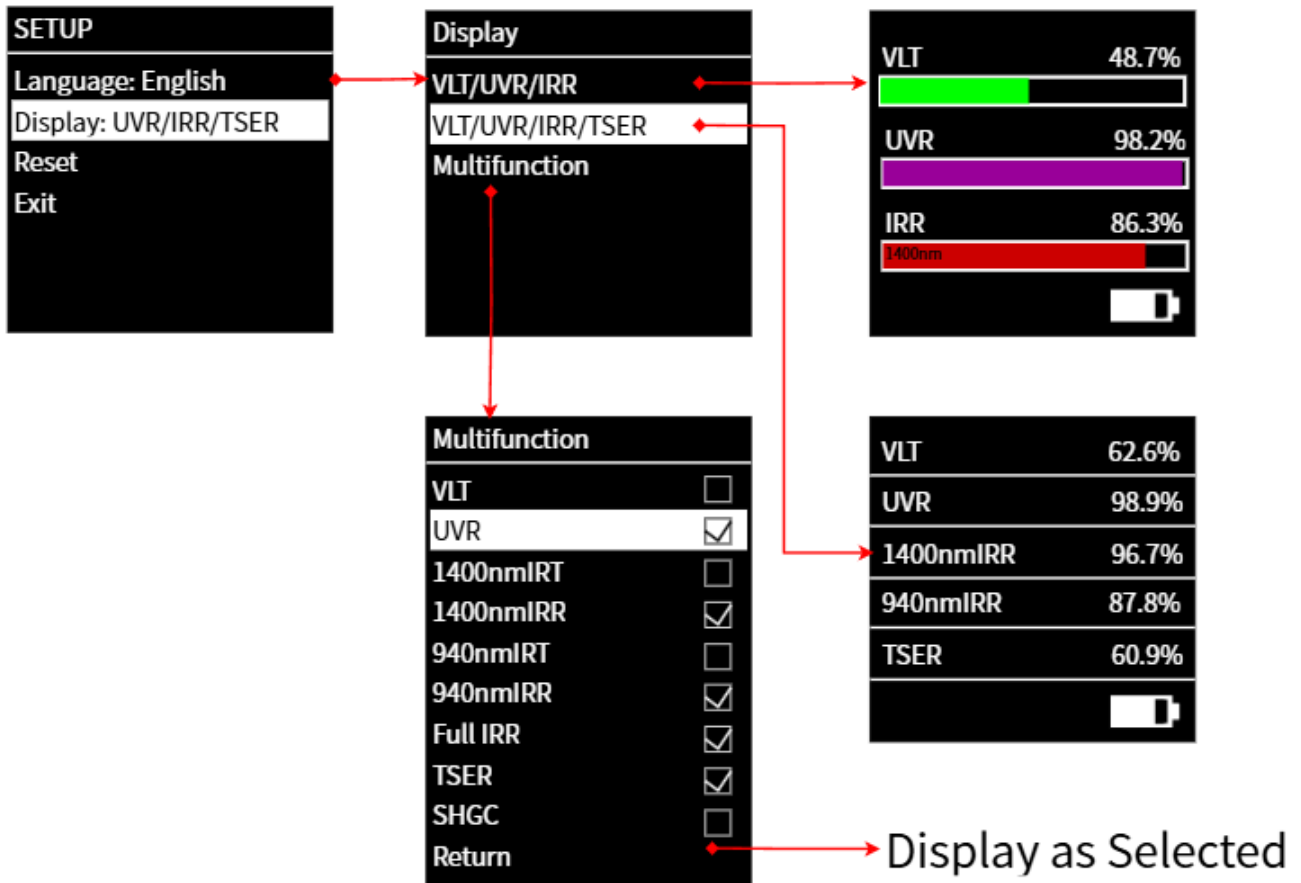 SETUP
Language: English
Display: UVR/IRR/TSER
Reset
Exit
Display
VLT/UVR/IRR
VLT/UVR/IRR/TSER
Multifunction
VLT 48.7%
UVR 98.2%
IRR 86.3%
1400nm
Multifunction
VLT
UVR
1400nmIRT
1400nmIRR
940nmIRT
940nmIRR
Full IRR
TSER
SHGC
Return
VLT 62.6%
UVR 98.9%
1400nmIRR 96.7%
940nmIRR 87.8%
TSER 60.9%
Display as Selected